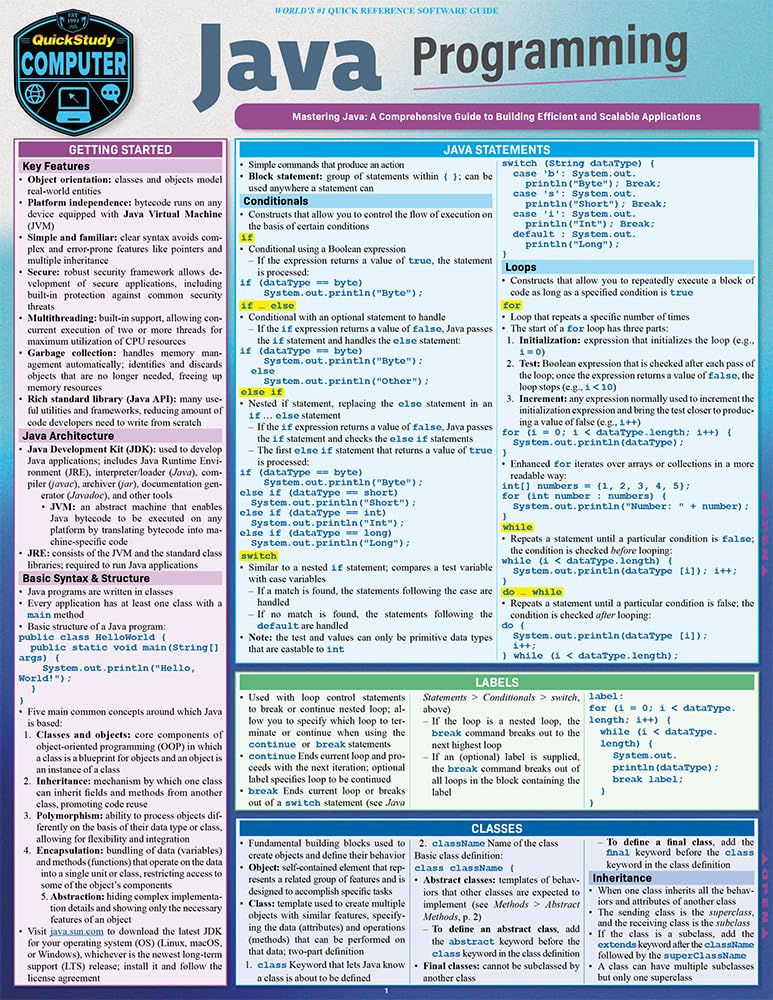 WORLD'S #1 QUICK REFERENCE SOFTWARE GUIDE
EST
1991
QuickStudy
COMPUTER
Java Programming
Mastering Java: A Comprehensive Guide to Building Efficient and Scalable Applications
GETTING STARTED
Key Features
• Object orientation: classes and objects model
real-world entities
• Platform independence: bytecode runs on any
device equipped with Java Virtual Machine
(JVM)
• Simple and familiar: clear syntax avoids com-
plex and error-prone features like pointers and
multiple inheritance
• Secure: robust security framework allows de-
velopment of secure applications, including
built-in protection against common security
threats
• Multithreading: built-in support, allowing con-
current execution of two or more threads for
maximum utilization of CPU resources
• Garbage collection: handles memory man-
agement automatically; identifies and discards
objects that are no longer needed, freeing up
memory resources
• Rich standard library (Java API): many use-
ful utilities and frameworks, reducing amount of
code developers need to write from scratch
Java Architecture
• Java Development Kit (JDK): used to develop
Java applications; includes Java Runtime Envi-
ronment (JRE), interpreter/loader (Java), com-
piler (javac), archiver (jar), documentation gen-
erator (Javadoc), and other tools
• JVM: an abstract machine that enables
Java bytecode to be executed on any
platform by translating bytecode into ma-
chine-specific code
• JRE: consists of the JVM and the standard class
libraries; required to run Java applications
Basic Syntax & Structure
• Java programs are written in classes
• Every application has at least one class with a
main method
• Basic structure of a Java program:
public class HelloWorld {
public static void main(String[]
args) {
System.out.println("Hello,
World!");
}
}
• Five main common concepts around which Java
is based:
1. Classes and objects: core components of
object-oriented programming (OOP) in which
a class is a blueprint for objects and an object
is an instance of a class
2. Inheritance: mechanism by which one class
can inherit fields and methods from another
class, promoting code reuse
3. Polymorphism: ability to process objects dif-
ferently on the basis of their data type or class,
allowing for flexibility and integration
4. Encapsulation: bundling of data (variables)
and methods (functions) that operate on the data
into a single unit or class, restricting access to
some of the object's components
5. Abstraction: hiding complex implementa-
tion details and showing only the necessary
features of an object
• Visit java.sun.com to download the latest JDK
for your operating system (OS) (Linux, macOS,
or Windows), whichever is the newest long-term
support (LTS) release; install it and follow the
license agreement
JAVA STATEMENTS
• Simple commands that produce an action
• Block statement: group of statements within { }; can be
used anywhere a statement can
Conditionals
• Constructs that allow you to control the flow of execution on
the basis of certain conditions
if
• Conditional using a Boolean expression
– If the expression returns a value of true, the statement
is processed:
if (dataType == byte)
System.out.println("Byte");
if … else
• Conditional with an optional statement to handle
– If the if expression returns a value of false, Java passes
the if statement and handles the else statement:
if (dataType == byte)
System.out.println("Byte");
else
System.out.println("Other");
else if
• Nested if statement, replacing the else statement in an
if … else statement
– If the if expression returns a value of false, Java passes
the if statement and checks the else if statements
– The first else if statement that returns a value of true
is processed:
if (dataType == byte)
System.out.println("Byte");
else if (dataType == short)
System.out.println("Short");
else if (dataType == int)
System.out.println("Int");
else if (dataType == long)
System.out.println("Long");
switch
• Similar to a nested if statement; compares a test variable
with case variables
– If a match is found, the statements following the case are
handled
– If no match is found, the statements following the
default are handled
• Note: the test and values can only be primitive data types
that are castable to int
switch (String dataType) {
case 'b': System.out.
println("Byte"); Break;
case 's': System.out.
println("Short"); Break;
case 'i': System.out.
println("Int"); Break;
default : System.out.
println("Long");
}
Loops
• Constructs that allow you to repeatedly execute a block of
code as long as a specified condition is true
for
• Loop that repeats a specific number of times
• The start of a for loop has three parts:
1. Initialization: expression that initializes the loop (e.g.,
i = 0)
2. Test: Boolean expression that is checked after each pass of
the loop; once the expression returns a value of false, the
loop stops (e.g., i < 10)
3. Increment: any expression normally used to increment the
initialization expression and bring the test closer to produc-
ing a value of false (e.g., i++)
for (i = 0; i < dataType.length; i++) {
System.out.println(dataType);
}
• Enhanced for iterates over arrays or collections in a more
readable way:
int[] numbers = {1, 2, 3, 4, 5};
for (int number : numbers) {
System.out.println("Number: " + number);
}
while
• Repeats a statement until a particular condition is false;
the condition is checked before looping:
while (i < dataType.length) {
System.out.println(dataType [i]); i++;
}
do … while
• Repeats a statement until a particular condition is false; the
condition is checked after looping:
do {
System.out.println(dataType [i]);
i++;
} while (i < dataType.length);
LABELS
• Used with loop control statements
to break or continue nested loop; al-
low you to specify which loop to ter-
minate or continue when using the
continue or break statements
• continue Ends current loop and pro-
ceeds with the next iteration; optional
label specifies loop to be continued
• break Ends current loop or breaks
out of a switch statement (see Java
Statements > Conditionals > switch,
above)
– If the loop is a nested loop, the
break command breaks out to the
next highest loop
– If an (optional) label is supplied,
the break command breaks out of
all loops in the block containing the
label
label:
for (i = 0; i < dataType.
length; i++) {
while (i < dataType.
length) {
System.out.
println(dataType);
break label;
}
}
CLASSES
• Fundamental building blocks used to
create objects and define their behavior
• Object: self-contained element that rep-
resents a related group of features and is
designed to accomplish specific tasks
• Class: template used to create multiple
objects with similar features, specify-
ing the data (attributes) and operations
(methods) that can be performed on
that data; two-part definition
1. class Keyword that lets Java know
a class is about to be defined
2. className Name of the class
Basic class definition:
class className {
• Abstract classes: templates of behav-
iors that other classes are expected to
implement (see Methods > Abstract
Methods, p. 2)
– To define an abstract class, add
the abstract keyword before the
class keyword in the class definition
• Final classes: cannot be subclassed by
another class
– To define a final class, add the
final keyword before the class
keyword in the class definition
Inheritance
• When one class inherits all the behav-
iors and attributes of another class
• The sending class is the superclass,
and the receiving class is the subclass
• If the class is a subclass, add the
extends keyword after the className
followed by the superClassName
• A class can have multiple subclasses
but only one superclass
1